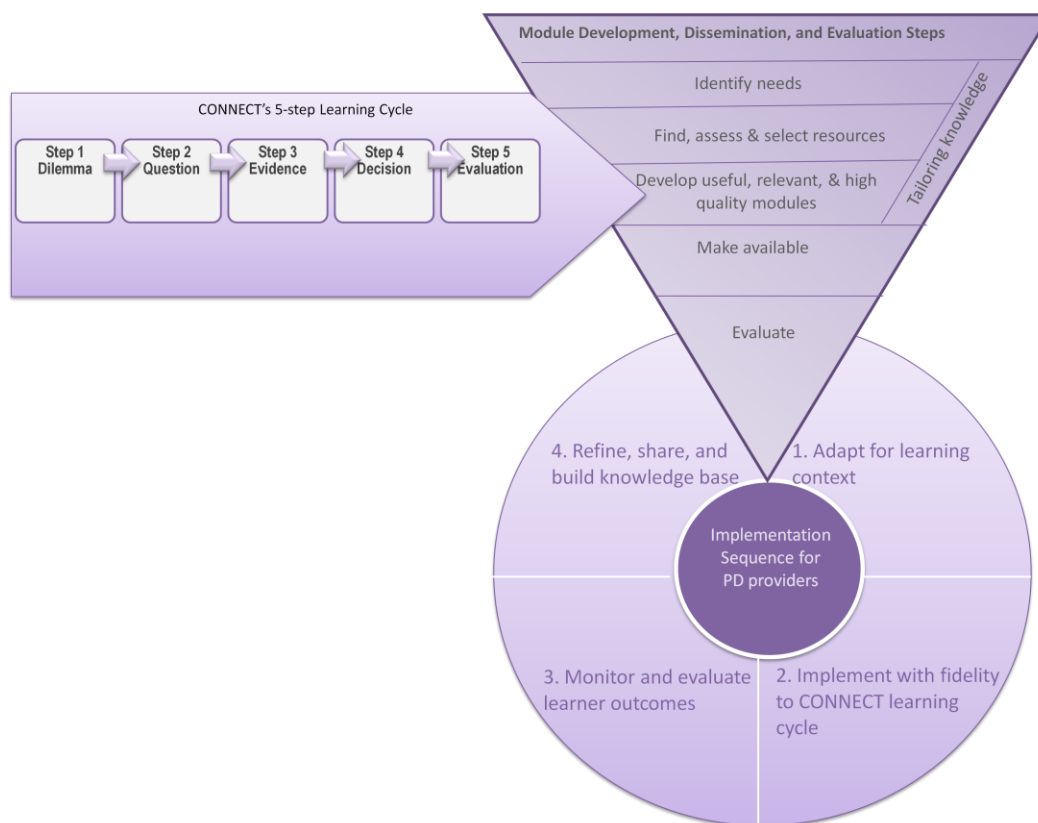 Module Development, Dissemination, and Evaluation Steps
Identify needs
Find, assess & select resources
Develop useful, relevant, & high
quality modules
Tailoring knowledge
Make available
Evaluate
CONNECT's 5-step Learning Cycle
Step 1
Dilemma
Step 2
Question
Step 3
Evidence
Step 4
Decision
Step 5
Evaluation
4. Refine, share, and
build knowledge base
1. Adapt for learning
context
Implementation
Sequence for
PD providers
3. Monitor and evaluate
learner outcomes
2. Implement with fidelity
to CONNECT learning
cycle